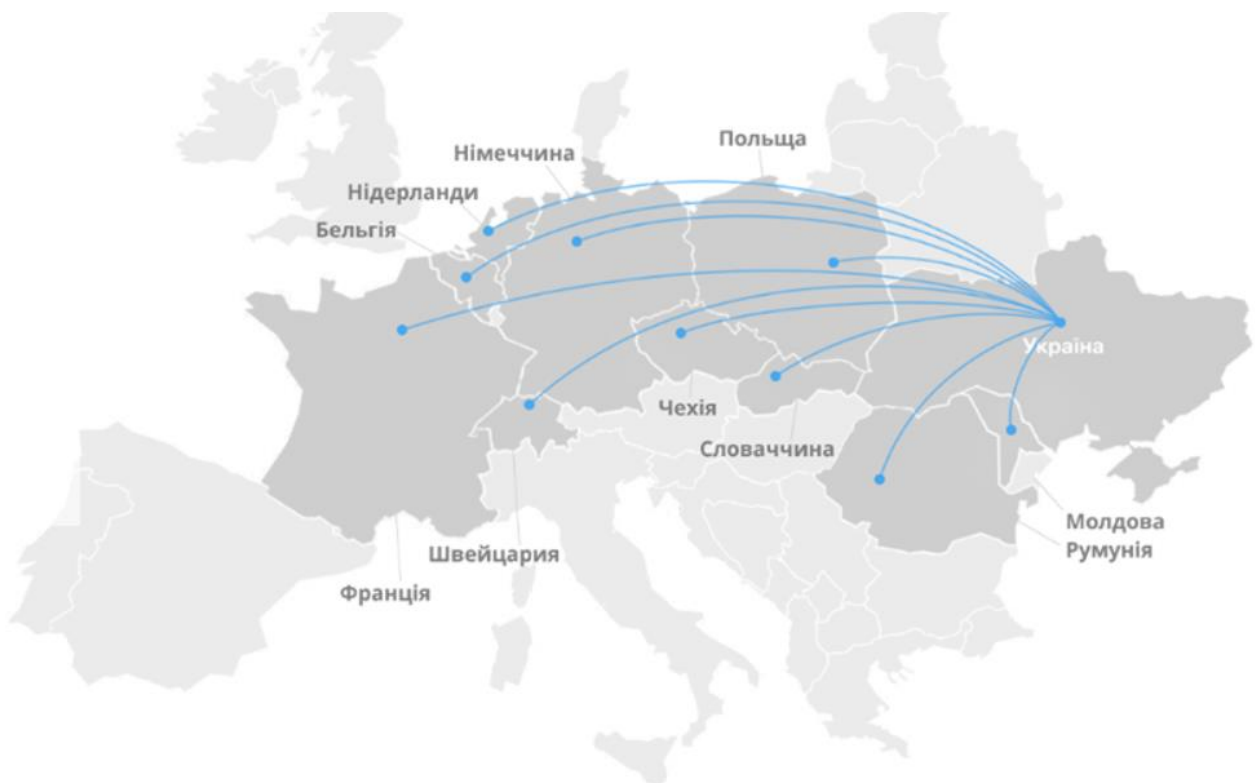 Польща
Німеччина
Нідерланди
Бельгія
Україна
Чехія
Словаччина
Молдова
Румунія
Швейцария
Франція